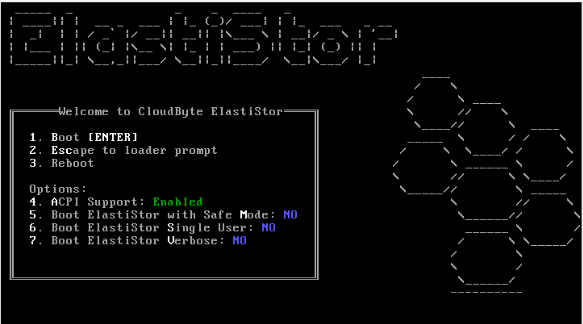 ElastiStor
Welcome to CloudByte ElastiStor
1. Boot [ENTER]
2. Escape to loader prompt
3. Reboot
Options:
4. ACPI Support: Enabled
5. Boot ElastiStor with Safe Mode: NO
6. Boot ElastiStor Single User: NO
7. Boot ElastiStor Verbose: NO